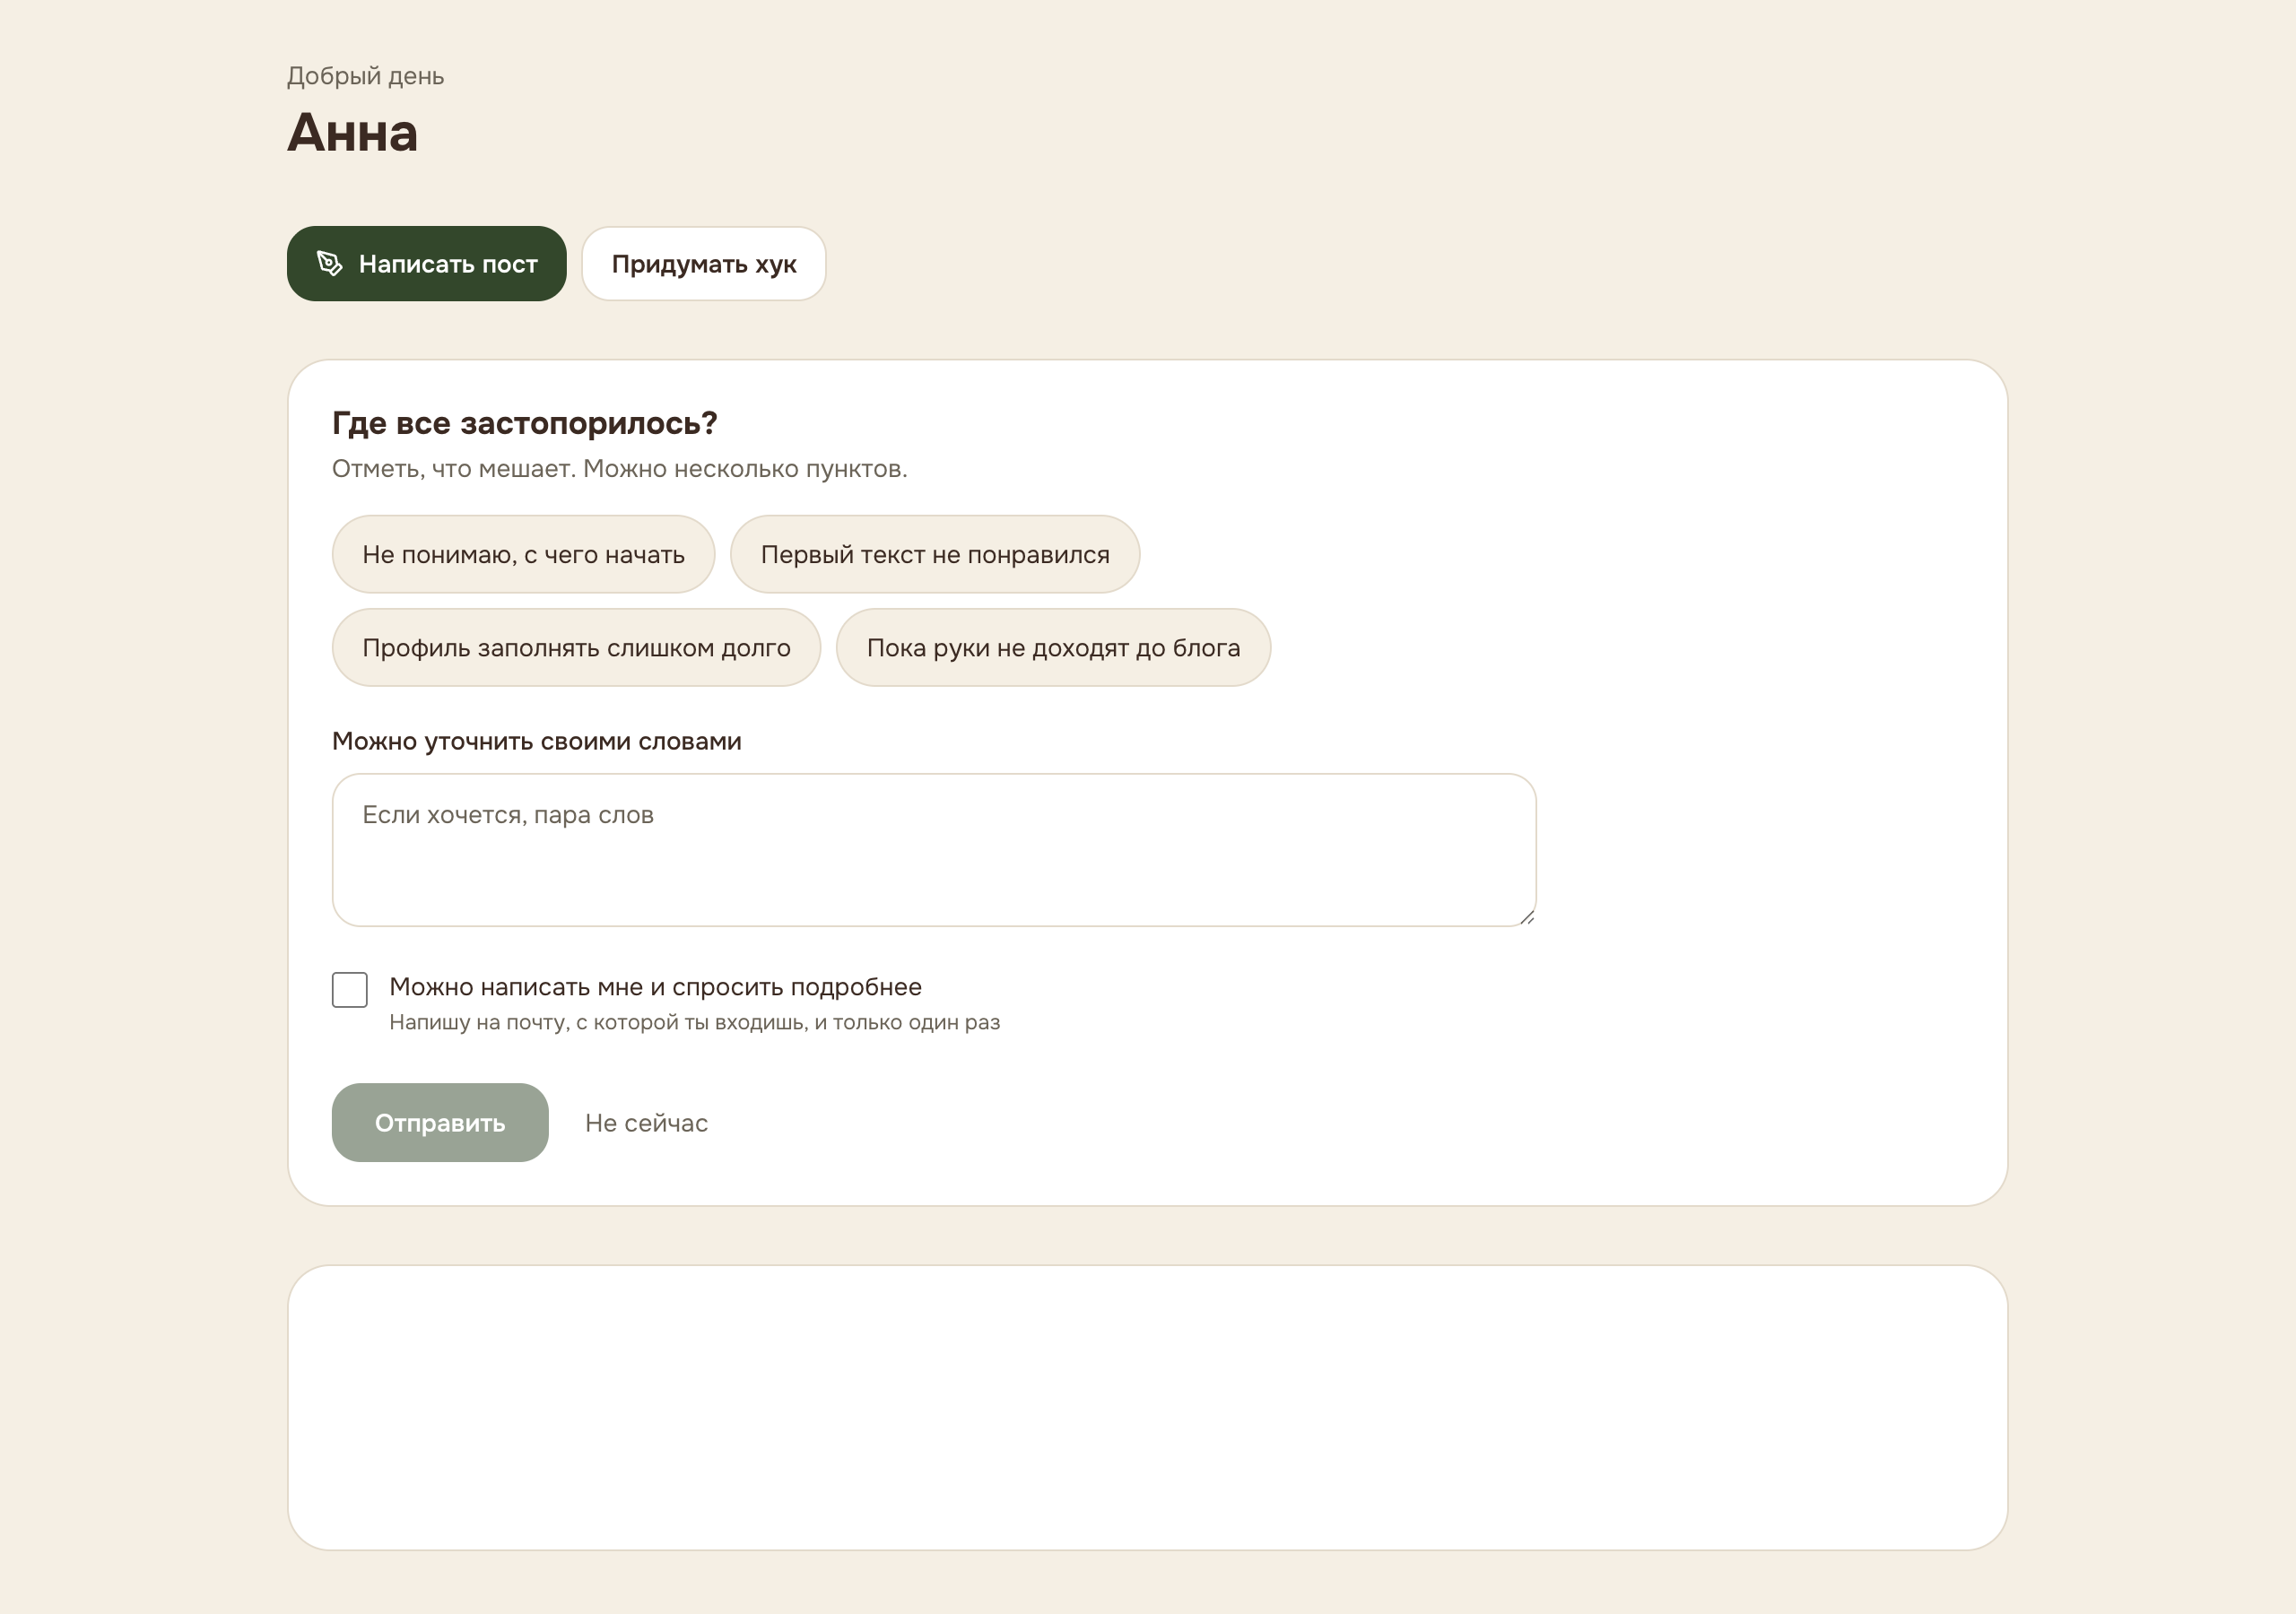 Добрый день
Анна
Написать пост
Придумать хук
Где все застопорилось?
Отметь, что мешает. Можно несколько пунктов.
Не понимаю, с чего начать
Первый текст не понравился
Профиль заполнять слишком долго
Пока руки не доходят до блога
Можно уточнить своими словами
Если хочется, пара слов
Можно написать мне и спросить подробнее
Напишу на почту, с которой ты входишь, и только один раз
Отправить
Не сейчас